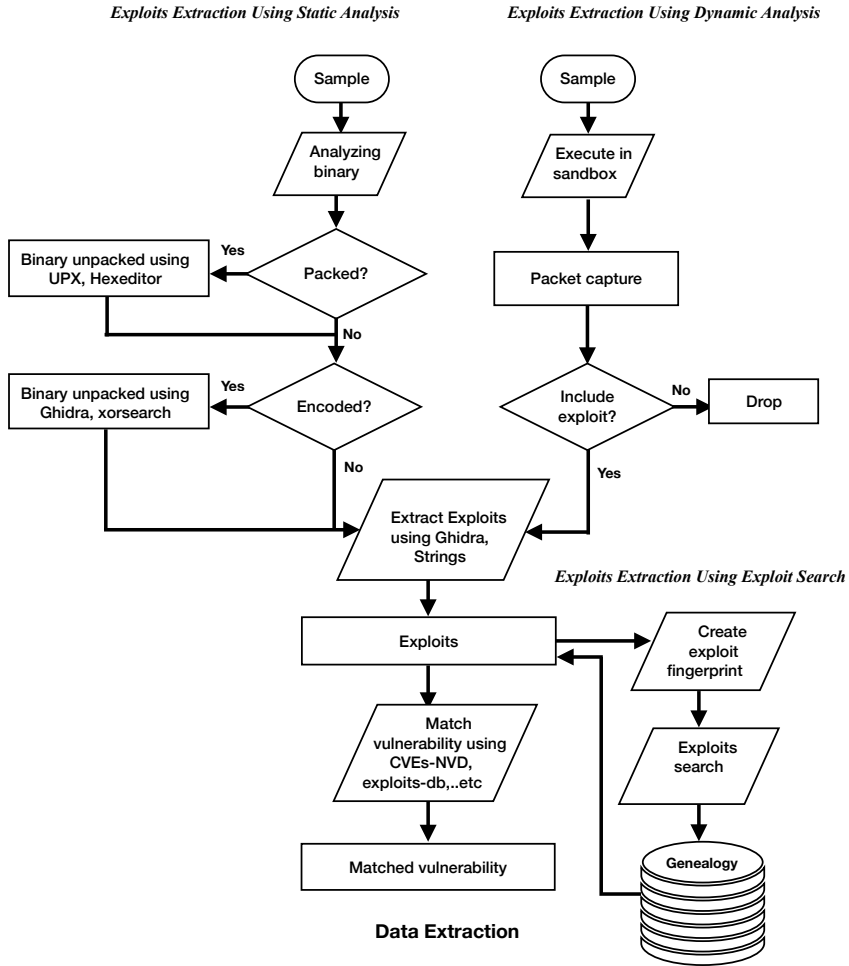 Exploits Extraction Using Static Analysis
Exploits Extraction Using Dynamic Analysis
Sample
Analyzing
binary
Packed?
Yes
Binary unpacked using
UPX, Hexeditor
No
Encoded?
Yes
Binary unpacked using
Ghidra, xorsearch
No
Sample
Execute in
sandbox
Packet capture
Include
exploit?
No
Drop
Yes
Extract Exploits
using Ghidra,
Strings
Exploits Extraction Using Exploit Search
Exploits
Create
exploit
fingerprint
Exploits
search
Genealogy
Match
vulnerability using
CVEs-NVD,
exploits-db,..etc
Matched vulnerability
Data Extraction